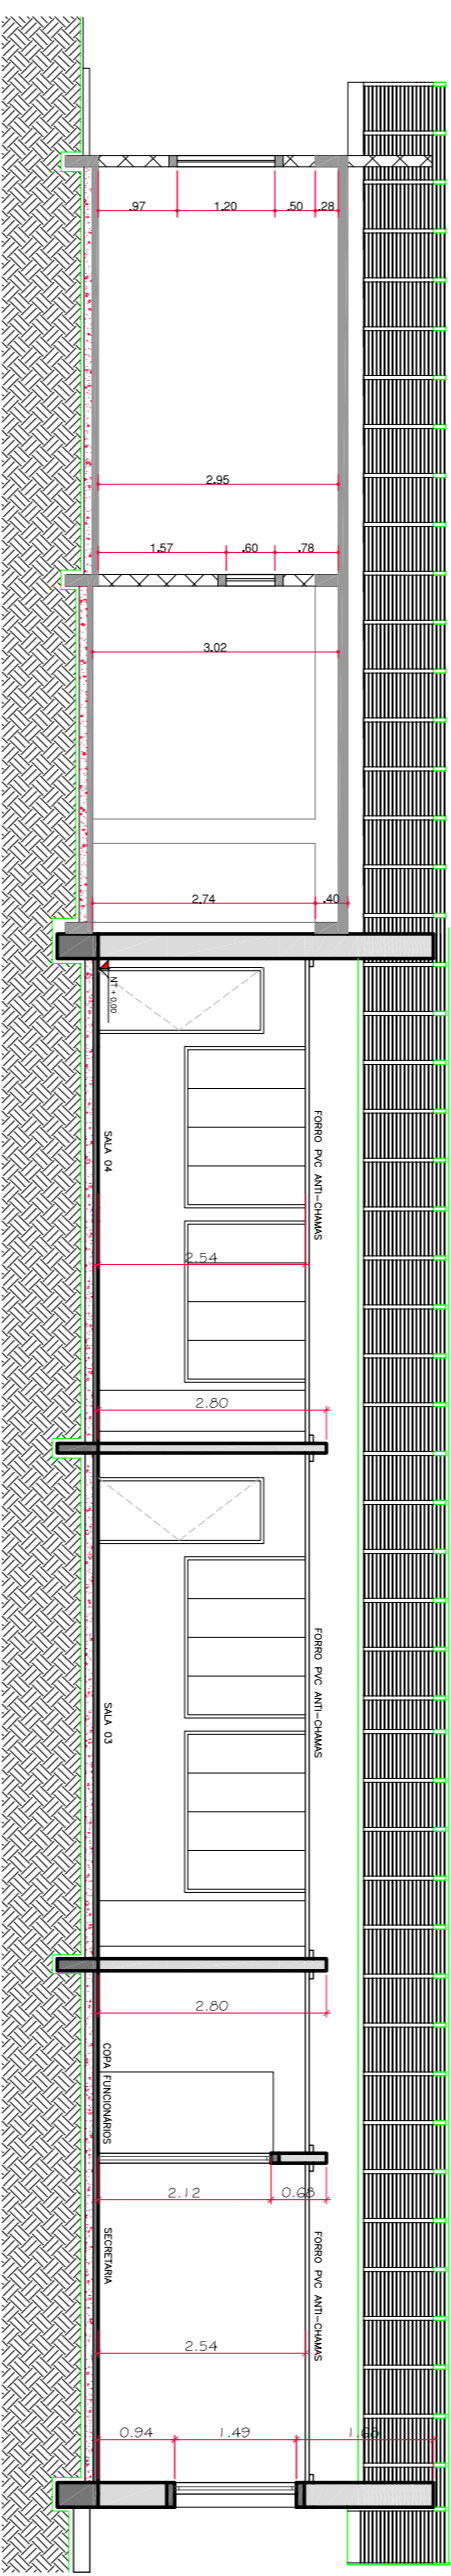 .97
1.20
.50
.28
2.95
1.57
.60
.78
3.02
2.74
.40
NT + 0,00
SALA 04
FORRO PVC ANTI-CHAMAS
2.54
2.80
SALA 03
FORRO PVC ANTI-CHAMAS
2.80
COPA FUNCIONÁRIOS
2.12
0.68
SECRETARIA
FORRO PVC ANTI-CHAMAS
2.54
0.94
1.49
1.68